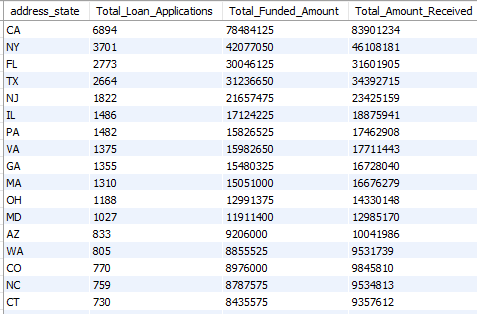 address_state Total_Loan_Applications Total_Funded_Amount Total_Amount_Received
CA 6894 78484125 83901234
NY 3701 42077050 46108181
FL 2773 30046125 31601905
TX 2664 31236650 34392715
NJ 1822 21657475 23425159
IL 1486 17124225 18875941
PA 1482 15826525 17462908
VA 1375 15982650 17711443
GA 1355 15480325 16728040
MA 1310 15051000 16676279
OH 1188 12991375 14330148
MD 1027 11911400 12985170
AZ 833 9206000 10041986
WA 805 8855525 9531739
CO 770 8976000 9845810
NC 759 8787575 9534813
CT 730 8435575 9357612